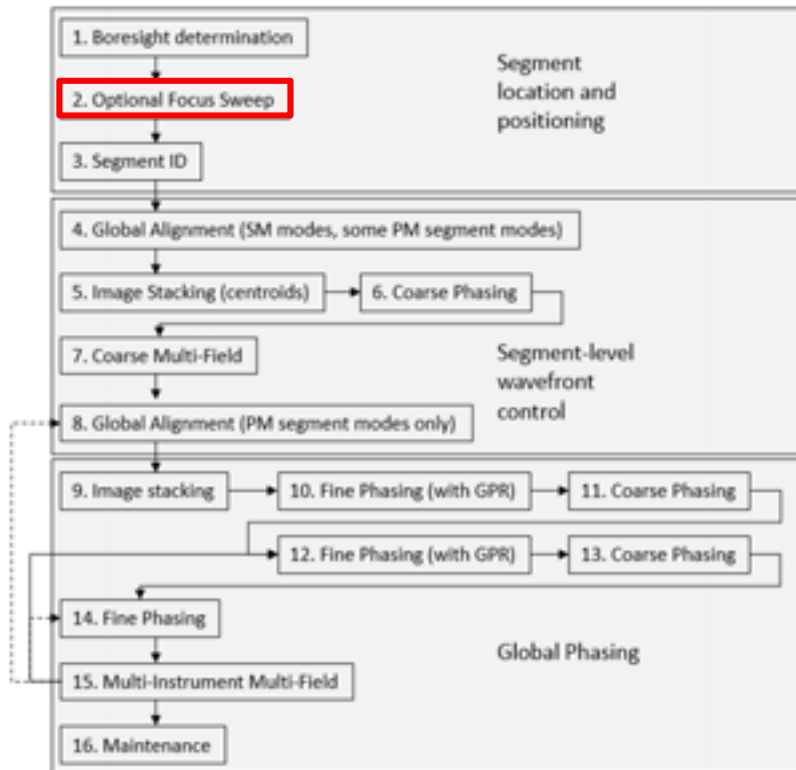 1. Boresight determination
2. Optional Focus Sweep
3. Segment ID
Segment
location and
positioning
4. Global Alignment (SM modes, some PM segment modes)
5. Image Stacking (centroids)
6. Coarse Phasing
7. Coarse Multi-Field
8. Global Alignment (PM segment modes only)
Segment-level
wavefront
control
9. Image stacking
10. Fine Phasing (with GPR)
11. Coarse Phasing
12. Fine Phasing (with GPR)
13. Coarse Phasing
14. Fine Phasing
15. Multi-Instrument Multi-Field
16. Maintenance
Global Phasing